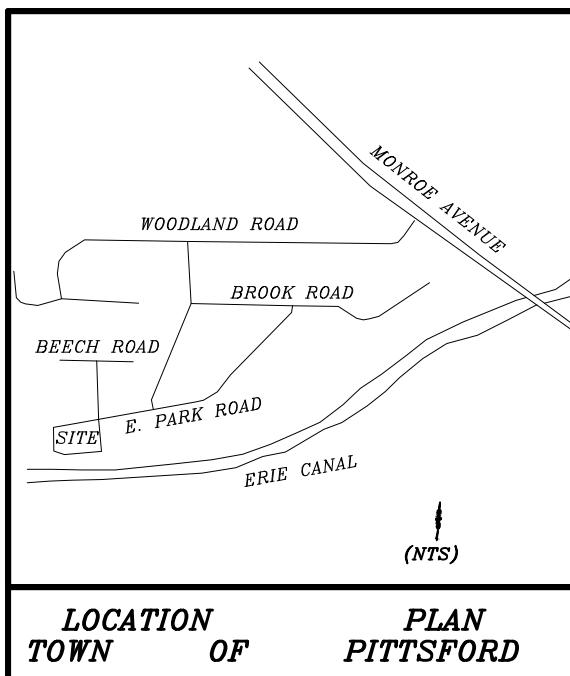 MONROE AVENUE
WOODLAND ROAD
BROOK ROAD
BEECH ROAD
E. PARK ROAD
SITE
ERIE CANAL
(NTS)
LOCATION PLAN
TOWN OF PITTSFORD